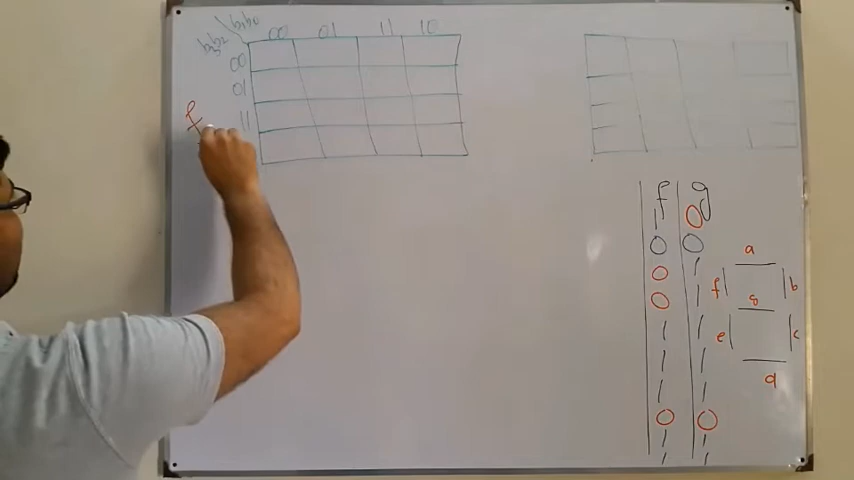 b₁b₀
b₃b₂ 00 01 11 10
00
01
f 11
f g
1 0
0 0
0 1
0 1
1 1
1 1
1 1
0 0
1 1
1 1
a
f b
g
e c
d